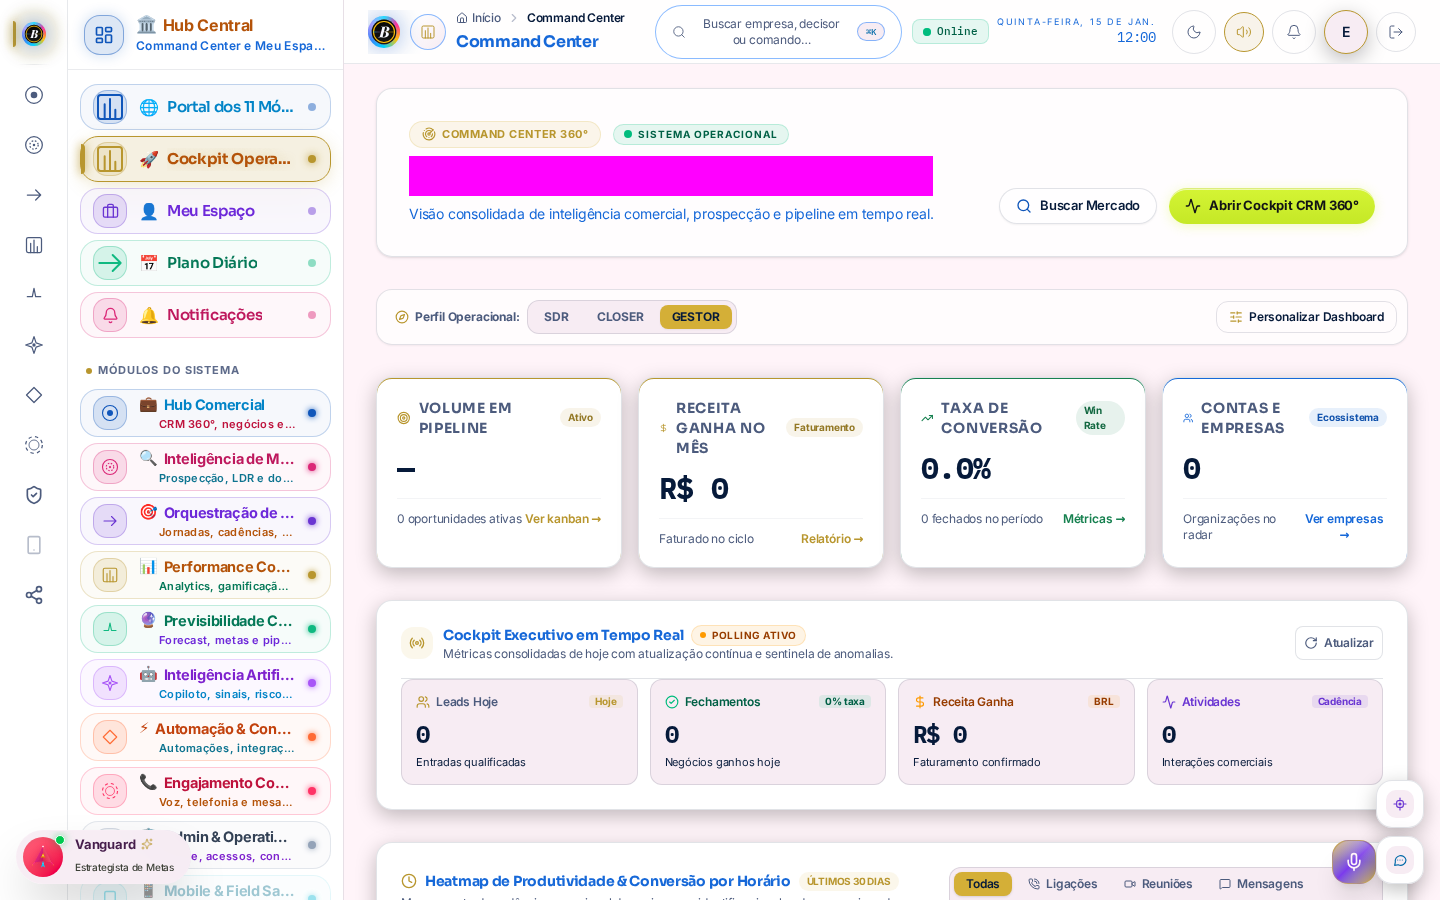 B
🏛️ Hub Central
Command Center e Meu Espa...
🌐 Portal dos 11 Mó...
🚀 Cockpit Opera...
👤 Meu Espaço
📅 Plano Diário
🔔 Notificações
MÓDULOS DO SISTEMA
💼 Hub Comercial
CRM 360°, negócios e...
🔍 Inteligência de M...
Prospecção, LDR e do...
🎯 Orquestração de ...
Jornadas, cadências, ...
📊 Performance Co...
Analytics, gamificaçã...
🔮 Previsibilidade C...
Forecast, metas e pip...
🤖 Inteligência Artifi...
Copiloto, sinais, risco...
⚡ Automação & Con...
Automações, integraç...
📞 Engajamento Co...
Voz, telefonia e mesa...
min & Operati...
e, acessos, con...
Mobile & Field Sa...
Vanguard ✨
Estrategista de Metas
B
Início
Command Center
Command Center
Buscar empresa, decisor ou comando...
⌘K
Online
QUINTA-FEIRA, 15 DE JAN.
12:00
E
COMMAND CENTER 360°
SISTEMA OPERACIONAL
Visão consolidada de inteligência comercial, prospecção e pipeline em tempo real.
Buscar Mercado
Abrir Cockpit CRM 360°
Perfil Operacional:
SDR
CLOSER
GESTOR
Personalizar Dashboard
VOLUME EM PIPELINE
Ativo
—
0 oportunidades ativas
Ver kanban →
RECEITA GANHA NO MÊS
Faturamento
R$ 0
Faturado no ciclo
Relatório →
TAXA DE CONVERSÃO
Win Rate
0.0%
0 fechados no período
Métricas →
CONTAS E EMPRESAS
Ecossistema
0
Organizações no radar
Ver empresas →
Cockpit Executivo em Tempo Real
POLLING ATIVO
Métricas consolidadas de hoje com atualização contínua e sentinela de anomalias.
Atualizar
Leads Hoje
Hoje
0
Entradas qualificadas
Fechamentos
0% taxa
0
Negócios ganhos hoje
Receita Ganha
BRL
R$ 0
Faturamento confirmado
Atividades
Cadência
0
Interações comerciais
Heatmap de Produtividade & Conversão por Horário
ÚLTIMOS 30 DIAS
Todas
Ligações
Reuniões
Mensagens